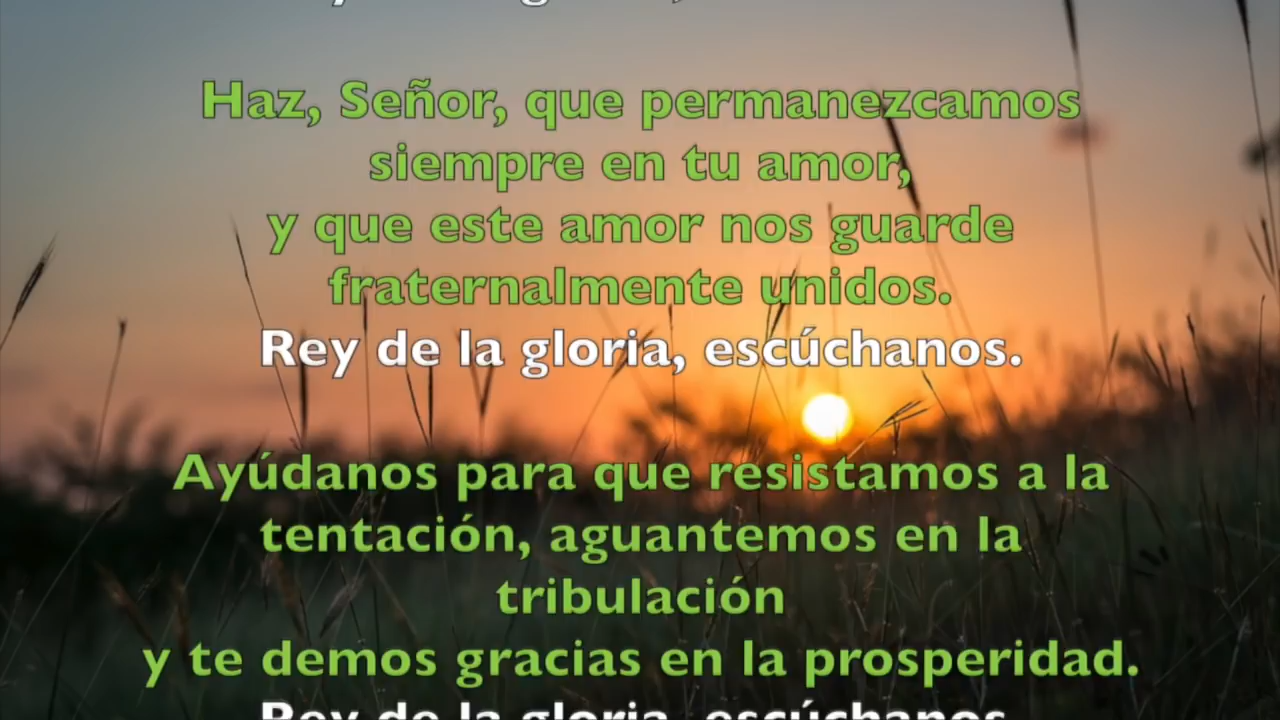 Haz, Señor, que permanezcamos
siempre en tu amor,
y que este amor nos guarde
fraternalmente unidos.
Rey de la gloria, escúchanos.
Ayúdanos para que resistamos a la
tentación, aguantemos en la
tribulación
y te demos gracias en la prosperidad.
Rey de la gloria, escúchanos.